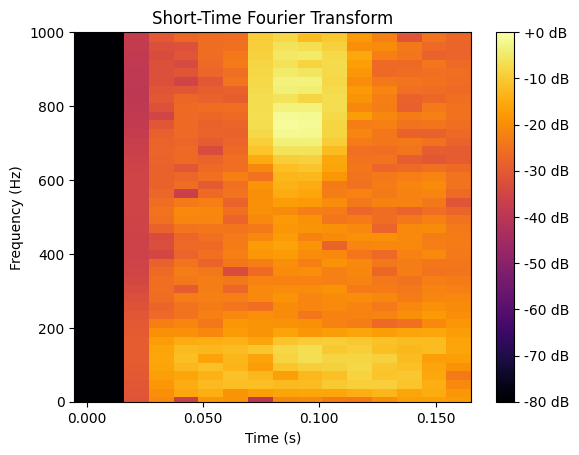 Short-Time Fourier Transform
1000
800
600
400
200
0
Frequency (Hz)
0.000
0.050
0.100
0.150
Time (s)
+0 dB
-10 dB
-20 dB
-30 dB
-40 dB
-50 dB
-60 dB
-70 dB
-80 dB